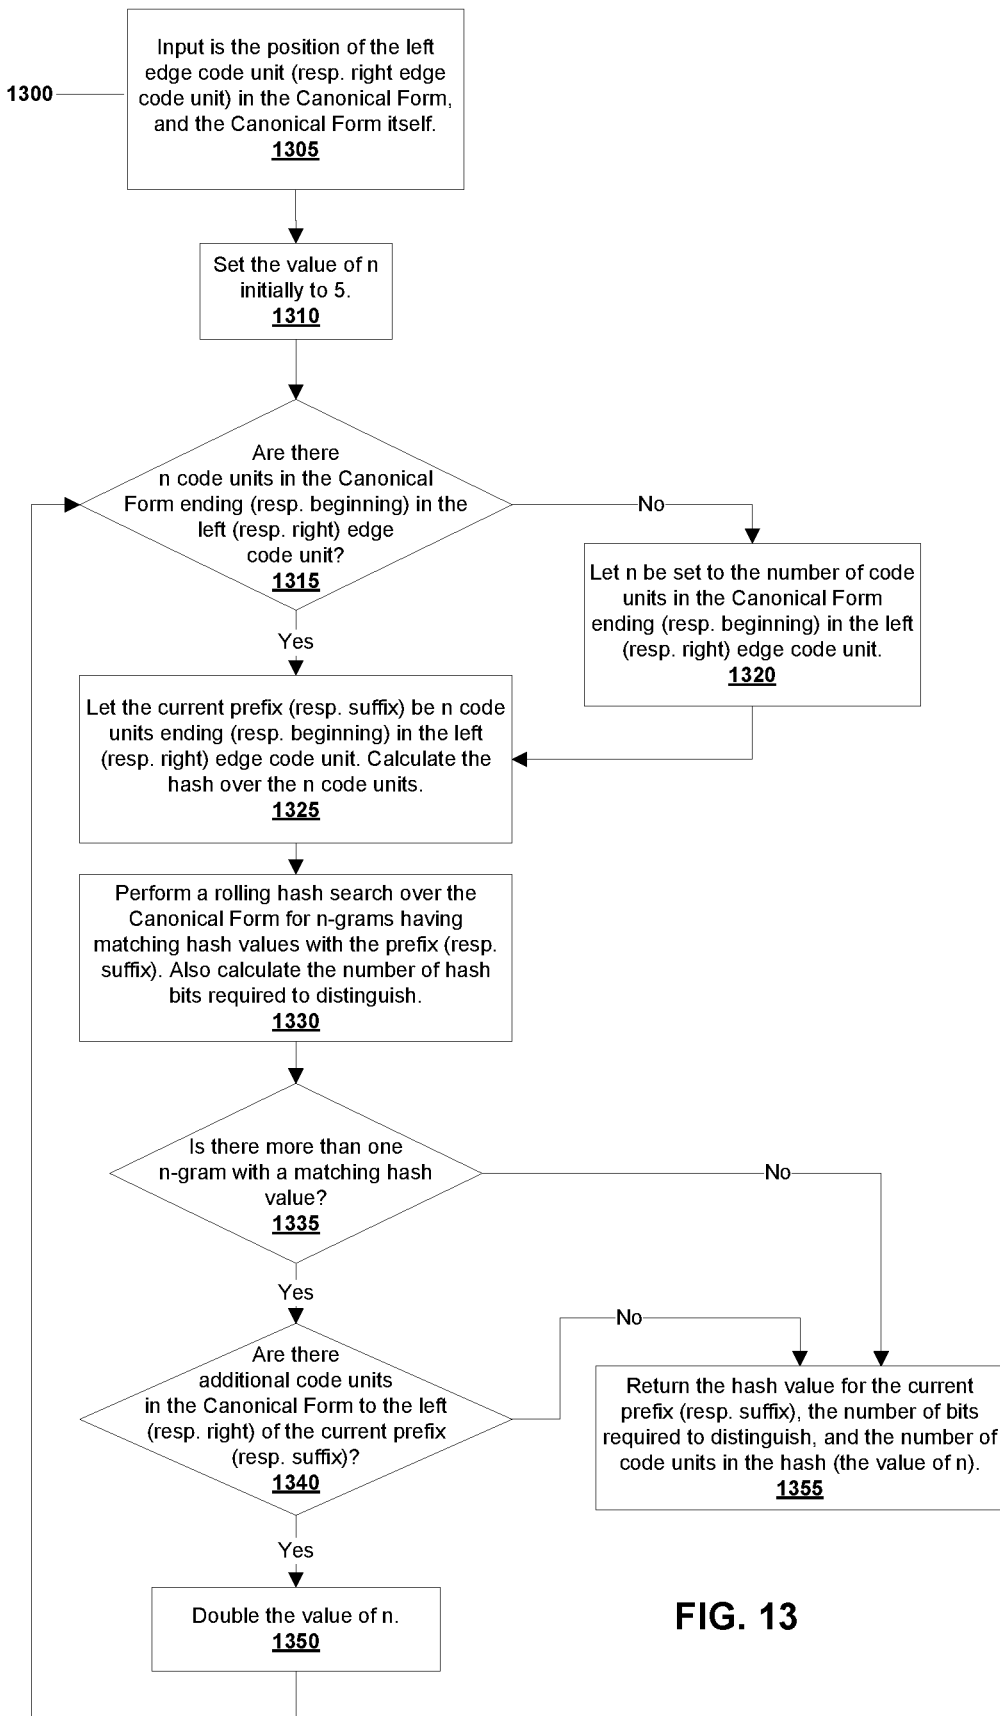 1300
Input is the position of the left
edge code unit (resp. right edge
code unit) in the Canonical Form,
and the Canonical Form itself.
1305
Set the value of n
initially to 5.
1310
Are there
n code units in the Canonical
Form ending (resp. beginning) in the
left (resp. right) edge
code unit?
1315
No
Let n be set to the number of code
units in the Canonical Form
ending (resp. beginning) in the left
(resp. right) edge code unit.
1320
Yes
Let the current prefix (resp. suffix) be n code
units ending (resp. beginning) in the left
(resp. right) edge code unit. Calculate the
hash over the n code units.
1325
Perform a rolling hash search over the
Canonical Form for n-grams having
matching hash values with the prefix (resp.
suffix). Also calculate the number of hash
bits required to distinguish.
1330
Is there more than one
n-gram with a matching hash
value?
1335
No
Yes
Are there
additional code units
in the Canonical Form to the left
(resp. right) of the current prefix
(resp. suffix)?
1340
No
Return the hash value for the current
prefix (resp. suffix), the number of bits
required to distinguish, and the number of
code units in the hash (the value of n).
1355
Yes
Double the value of n.
1350
FIG. 13